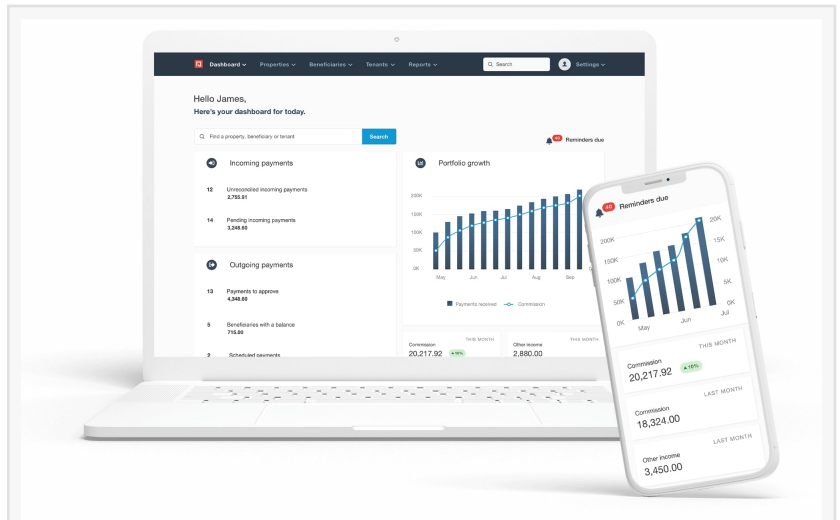 Dashboard Properties Beneficiaries Tenants Reports Search Settings
Hello James,
Here's your dashboard for today.
Find a property, beneficiary or tenant Search
40 Reminders due
Incoming payments
12 Unreconciled incoming payments
2,755.91
14 Pending incoming payments
3,248.60
Outgoing payments
13 Payments to approve
4,348.60
5 Beneficiaries with a balance
715.90
2 Scheduled payments
Portfolio growth
200K
150K
100K
50K
0K
May Jun Jul Aug Sep
Payments received Commission
THIS MONTH
Commission
20,217.92 ▲10%
THIS MONTH
Other income
2,880.00
40 Reminders due
200K 20K
150K 15K
100K 10K
50K 5K
0K 0K
May Jun Jul
THIS MONTH
Commission
20,217.92 ▲10%
LAST MONTH
Commission
18,324.00
LAST MONTH
Other income
3,450.00